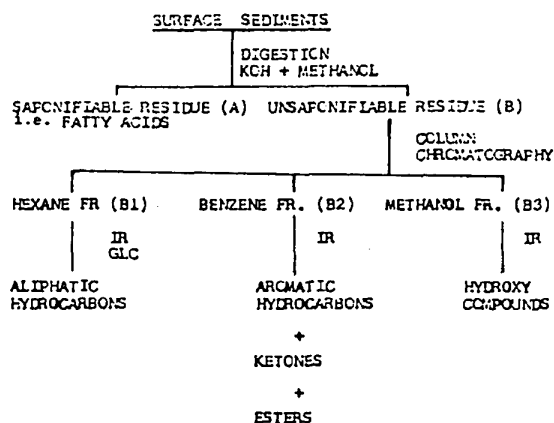 SURFACE SEDIMENTS
DIGESTION
KOH + METHANOL
SAPONIFIABLE RESIDUE (A) UNSAPONIFIABLE RESIDUE (B)
i.e. FATTY ACIDS
COLUMN
CHROMATOGRAPHY
HEXANE FR (B1) BENZENE FR. (B2) METHANOL FR. (B3)
IR IR IR
GLC
ALIPHATIC AROMATIC HYDROXY
HYDROCARBONS HYDROCARBONS COMPOUNDS
+
KETONES
+
ESTERS